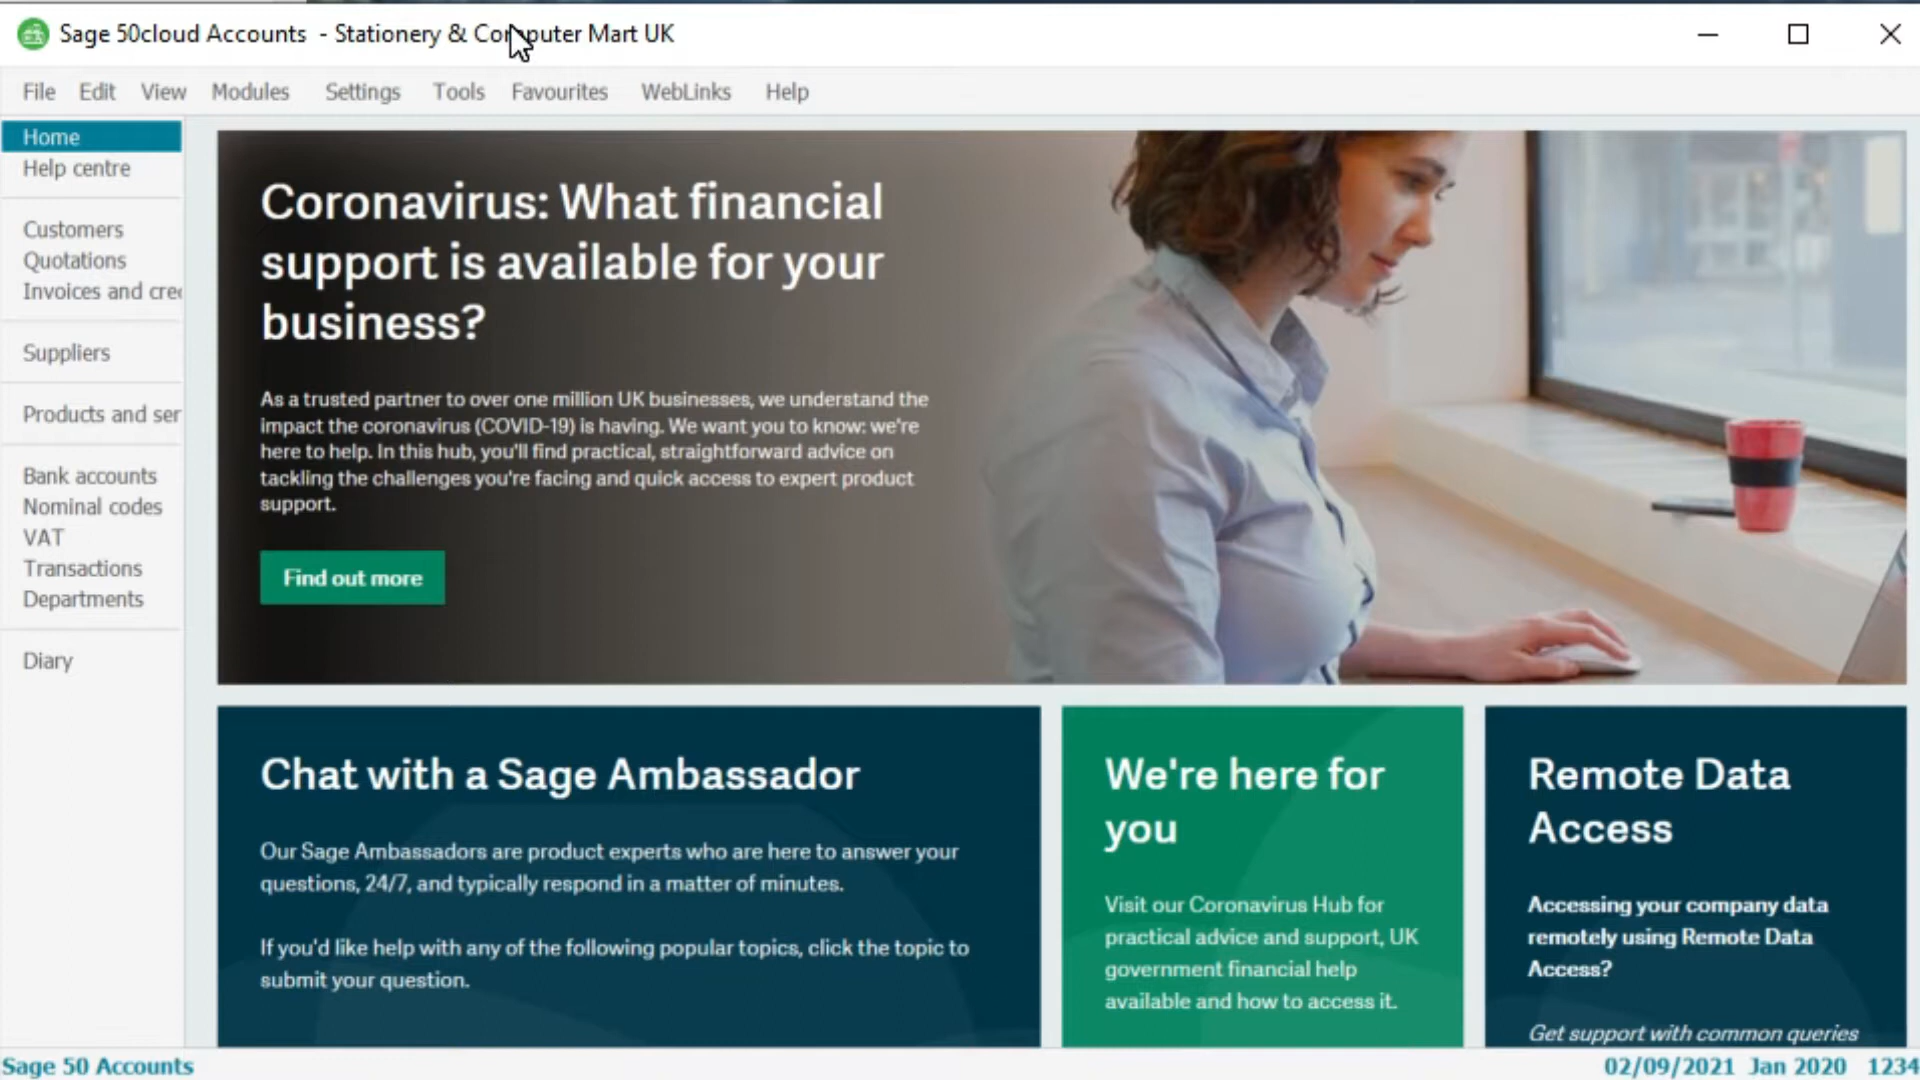 Sage 50cloud Accounts - Stationery & Computer Mart UK
File Edit View Modules Settings Tools Favourites WebLinks Help
Home
Help centre
Customers
Quotations
Invoices and cre
Suppliers
Products and ser
Bank accounts
Nominal codes
VAT
Transactions
Departments
Diary
Coronavirus: What financial
support is available for your
business?
As a trusted partner to over one million UK businesses, we understand the
impact the coronavirus (COVID-19) is having. We want you to know: we're
here to help. In this hub, you'll find practical, straightforward advice on
tackling the challenges you're facing and quick access to expert product
support.
Find out more
Chat with a Sage Ambassador
Our Sage Ambassadors are product experts who are here to answer your
questions, 24/7, and typically respond in a matter of minutes.
If you'd like help with any of the following popular topics, click the topic to
submit your question.
We're here for
you
Visit our Coronavirus Hub for
practical advice and support, UK
government financial help
available and how to access it.
Remote Data
Access
Accessing your company data
remotely using Remote Data
Access?
Get support with common queries
Sage 50 Accounts
02/09/2021 Jan 2020 1234